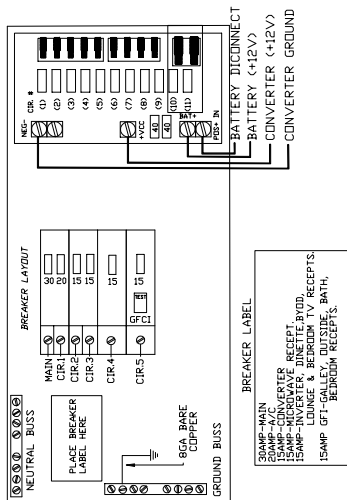 NEUTRAL BUSS
BREAKER LAYOUT
MAIN
30
CIR.1
20
CIR.2
15
CIR.3
15
CIR.4
15
CIR.5
GFCI
TEST
15
PLACE BREAKER
LABEL HERE
8GA BARE
COPPER
GROUND BUSS
CIR. #
(1)
(2)
(3)
(4)
(5)
(6)
(7)
(8)
(9)
(10)
(11)
NEG-
+VCC
40
40
BAT+
POS+ IN
BATTERY DICONNECT
BATTERY (+12V)
CONVERTER (+12V)
CONVERTER GROUND
BREAKER LABEL
30AMP-MAIN
20AMP-A/C
15AMP-CONVERTER
15AMP-MICROWAVE RECEPT.
15AMP-INVERTER, DINETTE,BYOD,
LOUNGE & BEDROOM TV RECEPTS.
15AMP GFI-GALLEY, OUTSIDE, BATH,
BEDROOM RECEPTS.